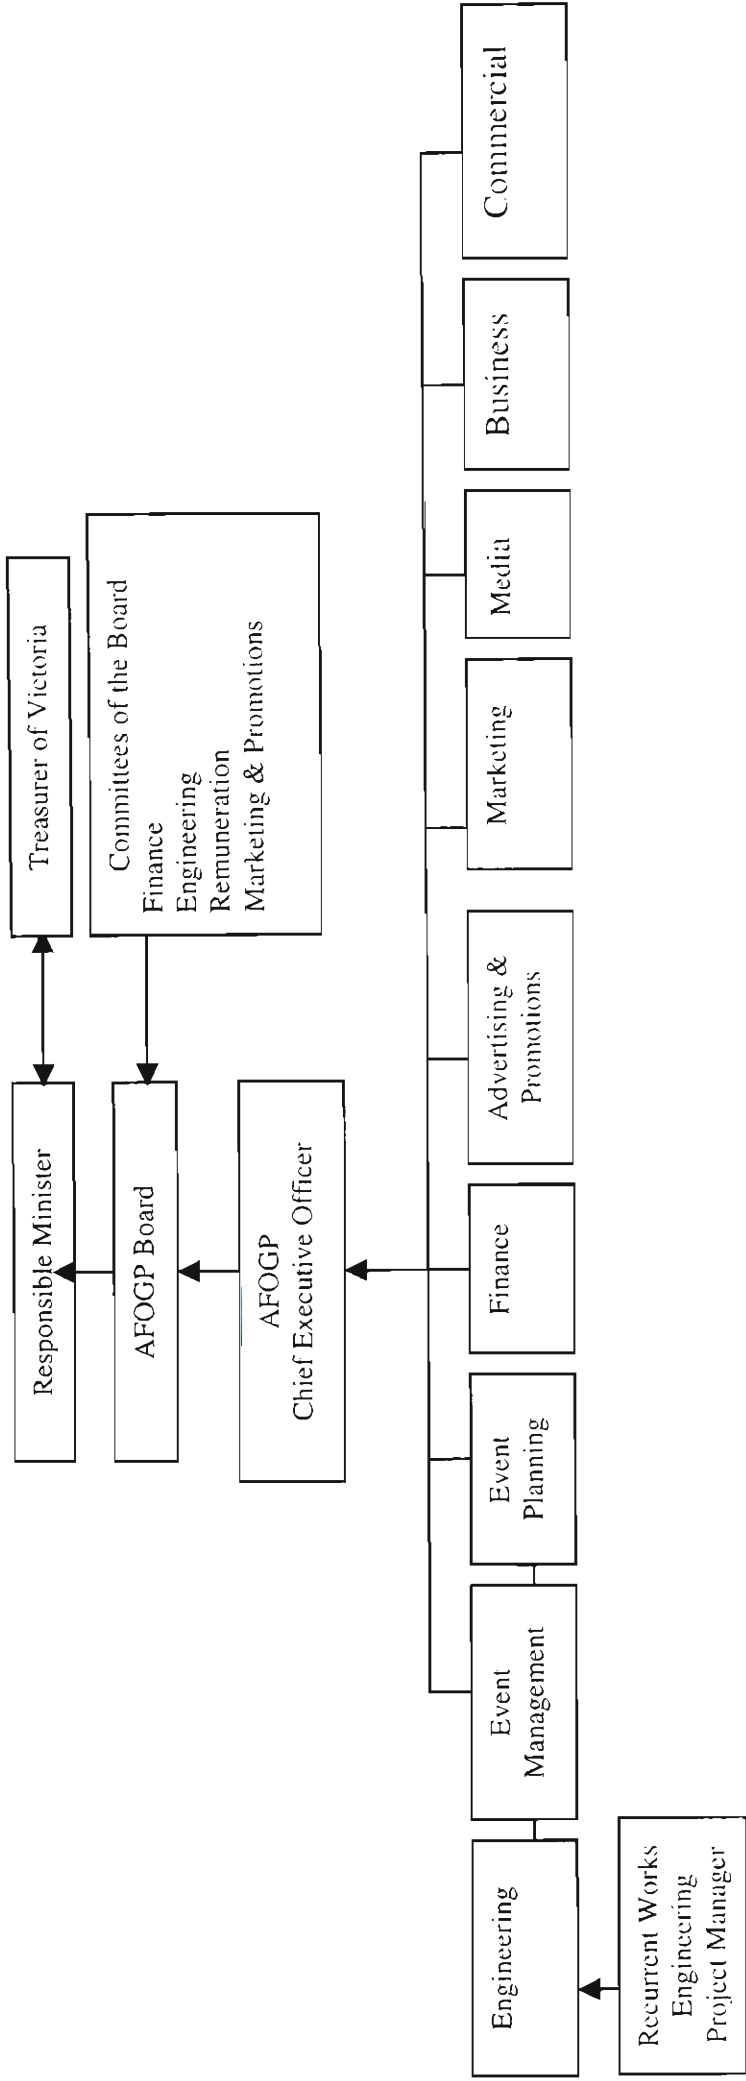 Responsible Minister
Treasurer of Victoria
AFOGP Board
Committees of the Board
Finance
Engineering
Remuneration
Marketing & Promotions
AFOGP
Chief Executive Officer
Engineering
Event
Management
Event
Planning
Finance
Advertising &
Promotions
Marketing
Media
Business
Commercial
Recurrent Works
Engineering
Project Manager